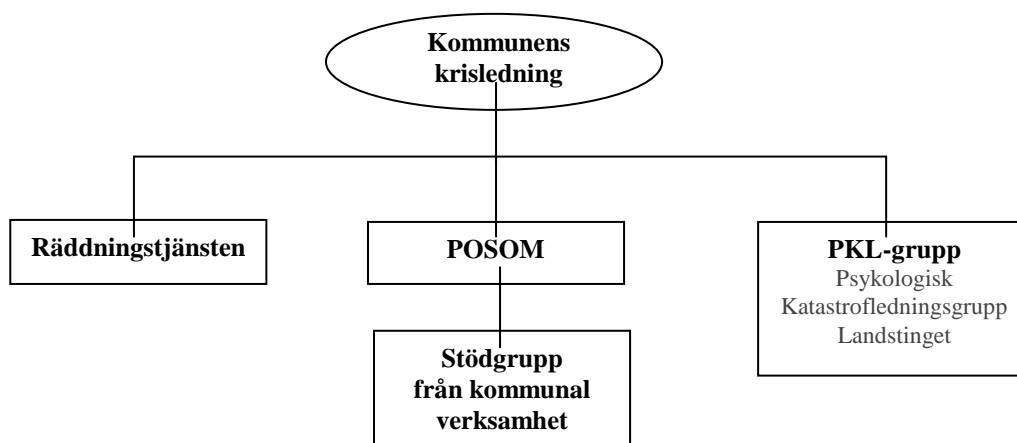 Kommunens
krisledning
Räddningstjänsten
POSOM
PKL-grupp
Psykologisk
Katastrofledningsgrupp
Landstinget
Stödgrupp
från kommunal
verksamhet